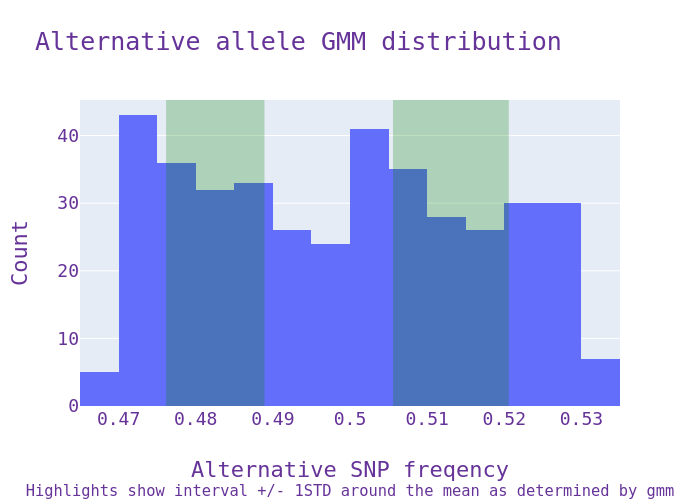 Alternative allele GMM distribution
Count
40
30
20
10
0
0.47 0.48 0.49 0.5 0.51 0.52 0.53
Alternative SNP freqency
Highlights show interval +/- 1STD around the mean as determined by gmm